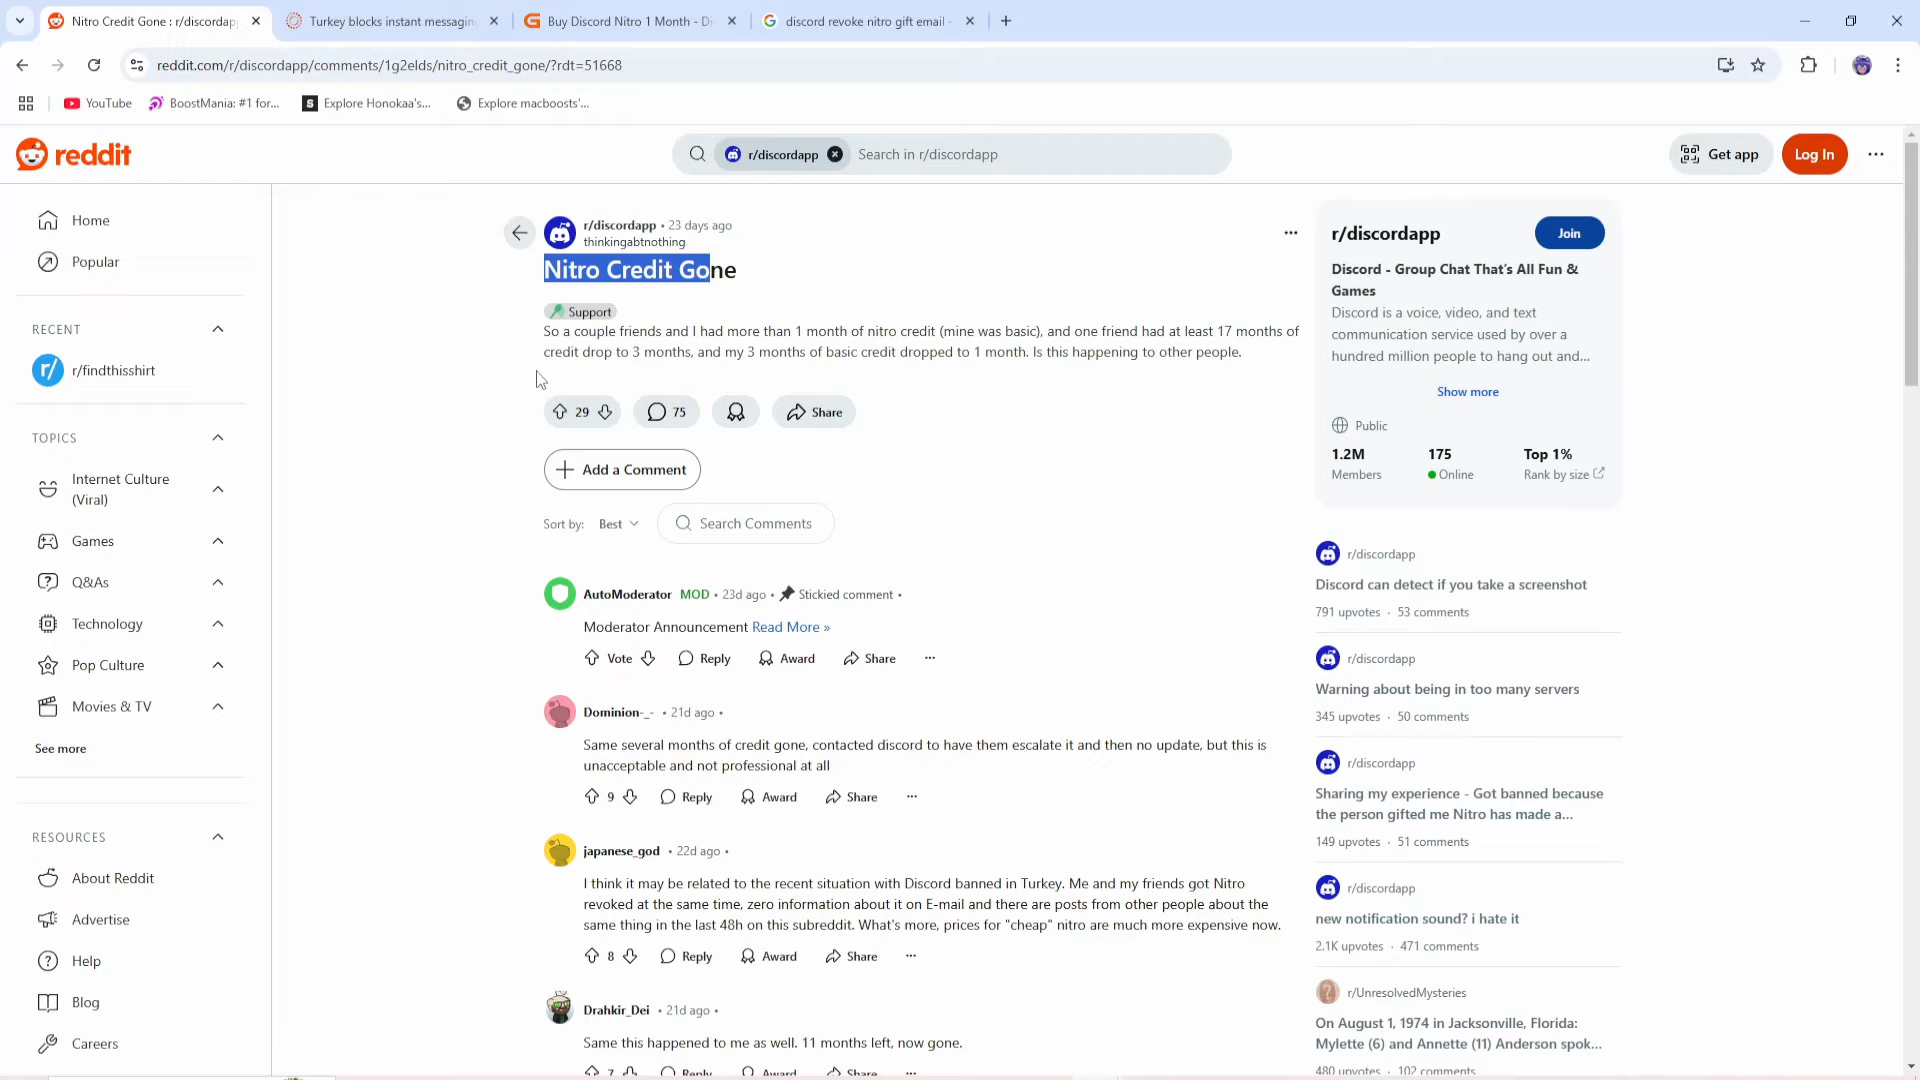 Nitro Credit Gone : r/discordapp
Turkey blocks instant messaging
Buy Discord Nitro 1 Month - Di
discord revoke nitro gift email -
reddit.com/r/discordapp/comments/1g2elds/nitro_credit_gone/?rdt=51668
YouTube
BoostMania: #1 for...
Explore Honokaa's...
Explore macboosts'...
reddit
r/discordapp
Search in r/discordapp
Get app
Log In
Home
Popular
RECENT
r/findthisshirt
TOPICS
Internet Culture
(Viral)
Games
Q&As
Technology
Pop Culture
Movies & TV
See more
RESOURCES
About Reddit
Advertise
Help
Blog
Careers
r/discordapp • 23 days ago
thinkingabtnothing
Nitro Credit Gone
Support
So a couple friends and I had more than 1 month of nitro credit (mine was basic), and one friend had at least 17 months of
credit drop to 3 months, and my 3 months of basic credit dropped to 1 month. Is this happening to other people.
29
75
Share
Add a Comment
Sort by: Best
Search Comments
AutoModerator MOD • 23d ago • Stickied comment •
Moderator Announcement Read More »
Vote Reply Award Share ...
Dominion-_- • 21d ago •
Same several months of credit gone, contacted discord to have them escalate it and then no update, but this is
unacceptable and not professional at all
9 Reply Award Share ...
japanese_god • 22d ago •
I think it may be related to the recent situation with Discord banned in Turkey. Me and my friends got Nitro
revoked at the same time, zero information about it on E-mail and there are posts from other people about the
same thing in the last 48h on this subreddit. What's more, prices for "cheap" nitro are much more expensive now.
8 Reply Award Share ...
Drahkir_Dei • 21d ago •
Same this happened to me as well. 11 months left, now gone.
7 Reply Award Share ...
r/discordapp
Join
Discord - Group Chat That's All Fun &
Games
Discord is a voice, video, and text
communication service used by over a
hundred million people to hang out and...
Show more
Public
1.2M 175 Top 1%
Members Online Rank by size
r/discordapp
Discord can detect if you take a screenshot
791 upvotes · 53 comments
r/discordapp
Warning about being in too many servers
345 upvotes · 50 comments
r/discordapp
Sharing my experience - Got banned because
the person gifted me Nitro has made a...
149 upvotes · 51 comments
r/discordapp
new notification sound? i hate it
2.1K upvotes · 471 comments
r/UnresolvedMysteries
On August 1, 1974 in Jacksonville, Florida:
Mylette (6) and Annette (11) Anderson spok...
480 upvotes · 102 comments